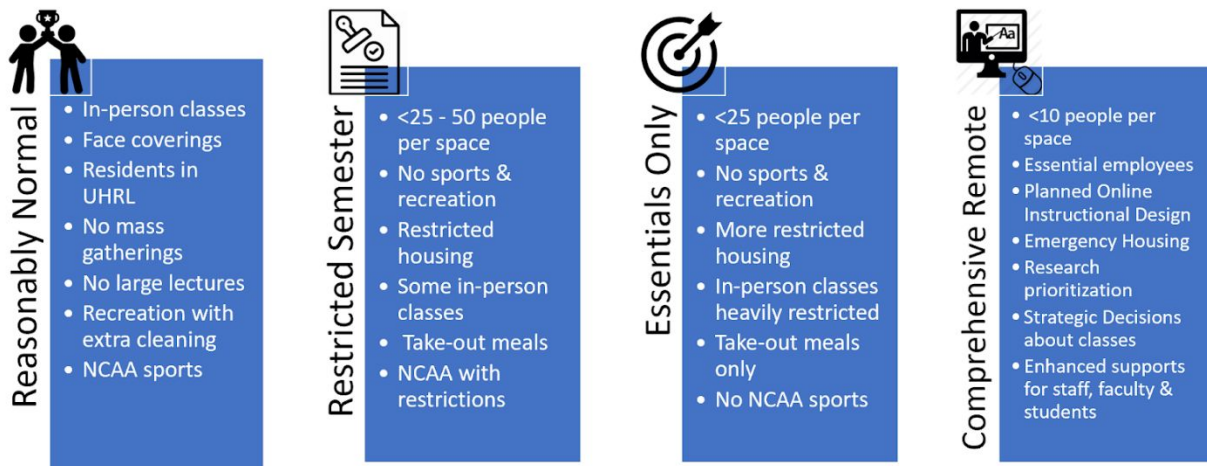 Reasonably Normal
• In-person classes
• Face coverings
• Residents in
UHRL
• No mass
gatherings
• No large lectures
• Recreation with
extra cleaning
• NCAA sports
Restricted Semester
• <25 - 50 people
per space
• No sports &
recreation
• Restricted
housing
• Some in-person
classes
• Take-out meals
• NCAA with
restrictions
Essentials Only
• <25 people per
space
• No sports &
recreation
• More restricted
housing
• In-person classes
heavily restricted
• Take-out meals
only
• No NCAA sports
Aa
Comprehensive Remote
• <10 people per
space
• Essential employees
• Planned Online
Instructional Design
• Emergency Housing
• Research
prioritization
• Strategic Decisions
about classes
• Enhanced supports
for staff, faculty &
students